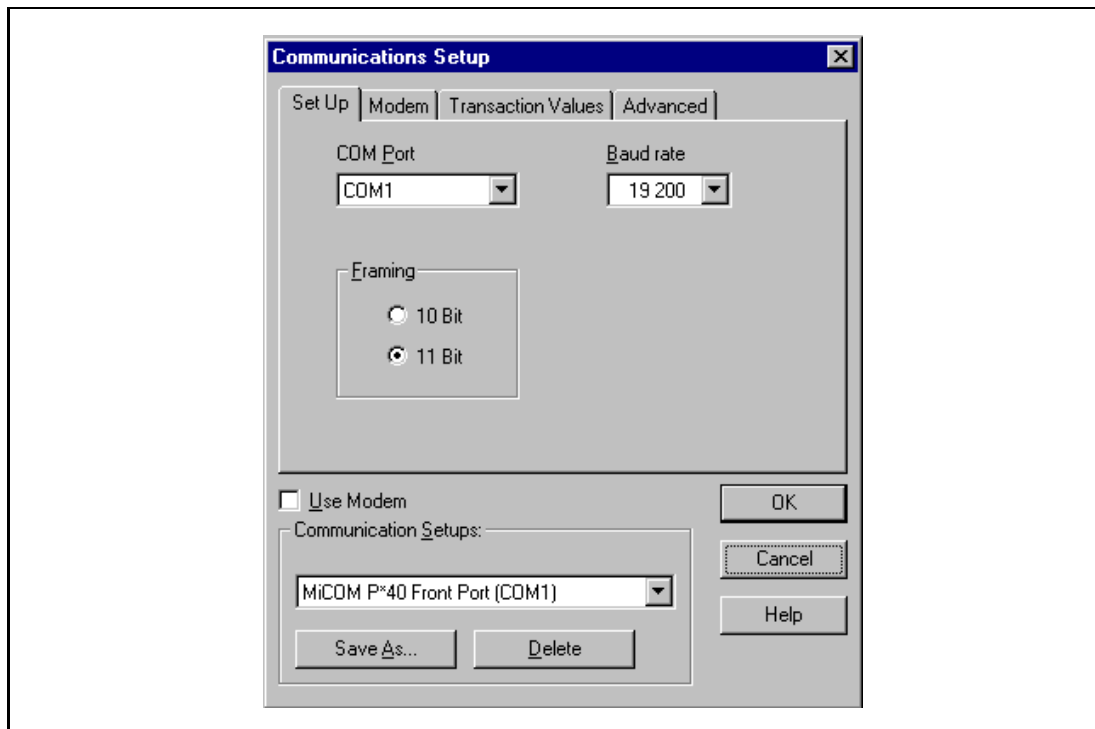 Communications Setup
Set Up Modem Transaction Values Advanced
COM Port Baud rate
COM1 19 200
Framing
10 Bit
11 Bit
Use Modem OK
Communication Setups:
Cancel
MiCOM P*40 Front Port (COM1)
Help
Save As... Delete